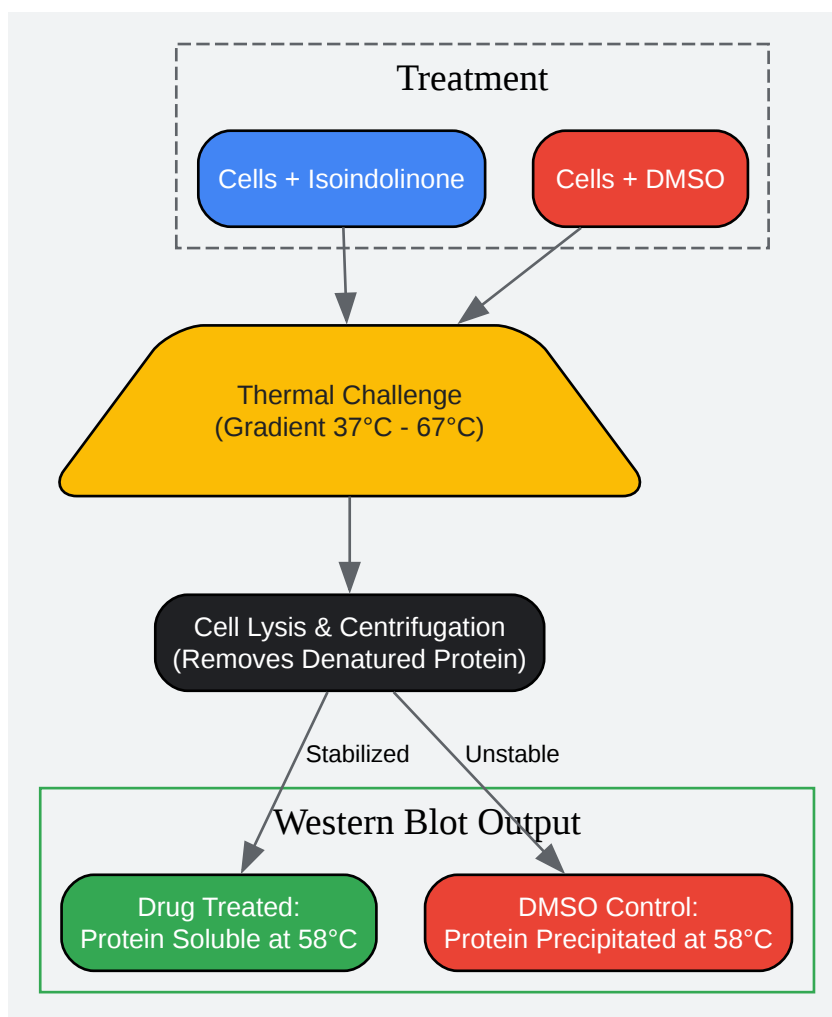 Treatment
Cells + Isoindolinone
Cells + DMSO
Thermal Challenge
(Gradient 37°C - 67°C)
Cell Lysis & Centrifugation
(Removes Denatured Protein)
Stabilized
Unstable
Western Blot Output
Drug Treated:
Protein Soluble at 58°C
DMSO Control:
Protein Precipitated at 58°C